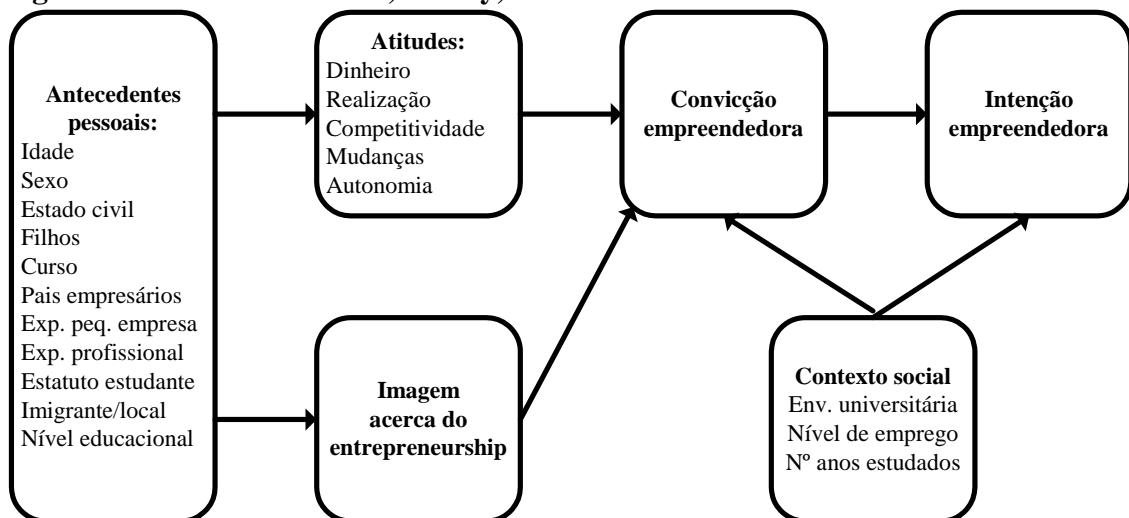 Antecedentes
pessoais:
Idade
Sexo
Estado civil
Filhos
Curso
Pais empresários
Exp. peq. empresa
Exp. profissional
Estatuto estudante
Imigrante/local
Nível educacional
Atitudes:
Dinheiro
Realização
Competitividade
Mudanças
Autonomia
Imagem
acerca do
entrepreneurship
Convicção
empreendedora
Intenção
empreendedora
Contexto social
Env. universitária
Nível de emprego
Nº anos estudados